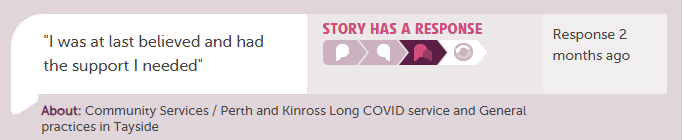 "I was at last believed and had
the support I needed"
STORY HAS A RESPONSE
Response 2
months ago
About: Community Services / Perth and Kinross Long COVID service and General
practices in Tayside